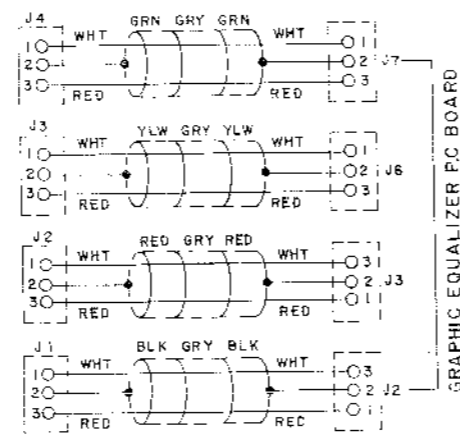 J4 GRN GRY GRN
1 WHT WHT 1
2 2 J7
3 RED 3
J3 YLW GRY YLW
1 WHT WHT 1
2 2 J6
3 RED RED 3
J2 RED GRY RED
1 WHT WHT 3
2 2 J3
3 RED RED 1
J1 BLK GRY BLK
1 WHT WHT 3
2 2 J2
3 RED RED 1
GRAPHIC EQUALIZER P.C BOARD